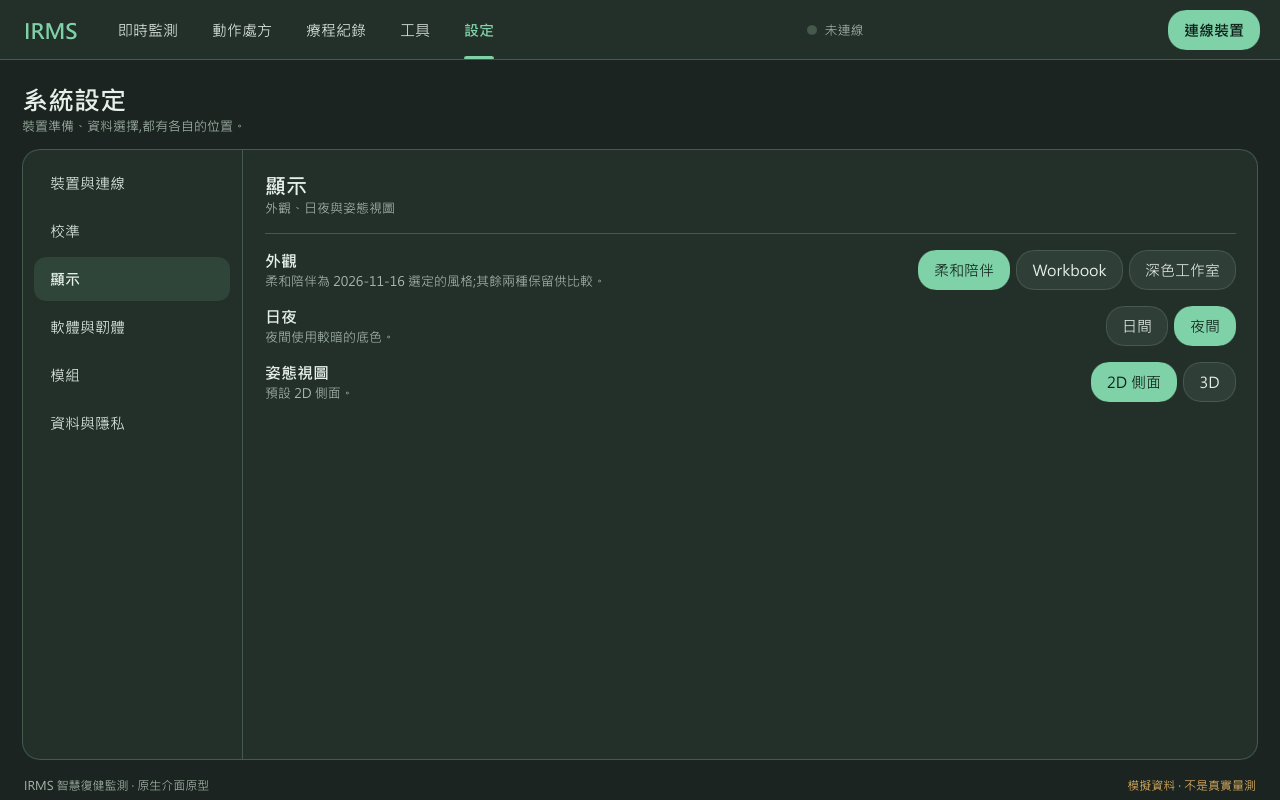 IRMS 即時監測 動作處方 療程紀錄 工具 設定 未連線 連線裝置
系統設定
裝置準備、資料選擇,都有各自的位置。
裝置與連線
校準
顯示
軟體與韌體
模組
資料與隱私
顯示
外觀、日夜與姿態視圖
外觀
柔和陪伴為 2026-11-16 選定的風格;其餘兩種保留供比較。
柔和陪伴 Workbook 深色工作室
日夜
夜間使用較暗的底色。
日間 夜間
姿態視圖
預設 2D 側面。
2D 側面 3D
IRMS 智慧復健監測 · 原生介面原型
模擬資料 · 不是真實量測